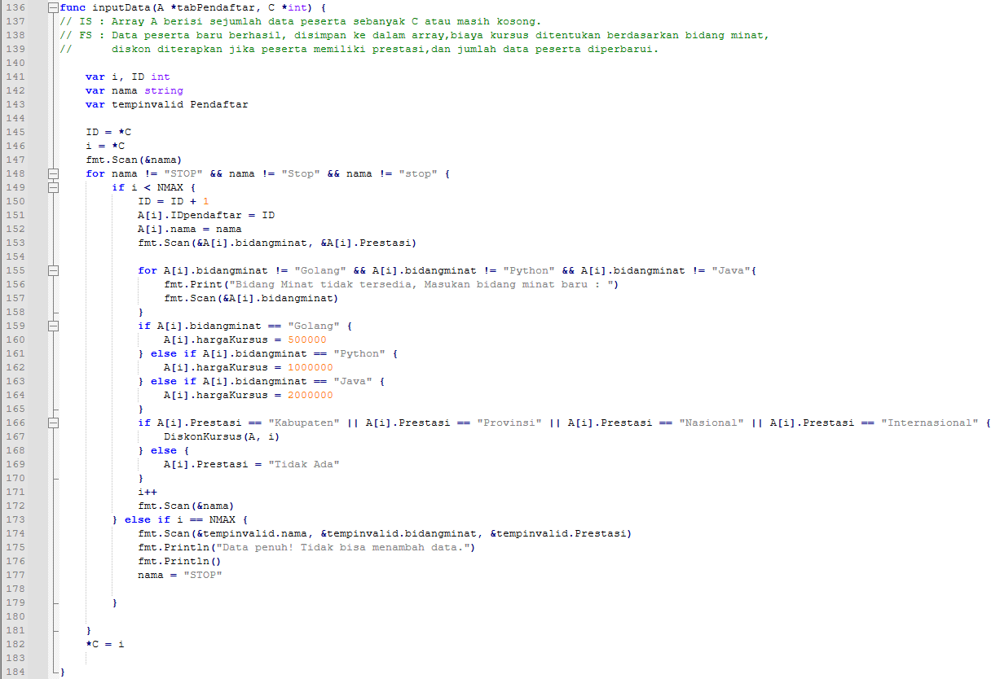 136 func inputData(A *tabPendaftar, C *int) {
137 // IS : Array A berisi sejumlah data peserta sebanyak C atau masih kosong.
138 // FS : Data peserta baru berhasil, disimpan ke dalam array,biaya kursus ditentukan berdasarkan bidang minat,
139 //      diskon diterapkan jika peserta memiliki prestasi,dan jumlah data peserta diperbarui.
140
141     var i, ID int
142     var nama string
143     var tempinvalid Pendaftar
144
145     ID = *C
146     i = *C
147     fmt.Scan(&nama)
148     for nama != "STOP" && nama != "Stop" && nama != "stop" {
149         if i < NMAX {
150             ID = ID + 1
151             A[i].IDpendaftar = ID
152             A[i].nama = nama
153             fmt.Scan(&A[i].bidangminat, &A[i].Prestasi)
154
155             for A[i].bidangminat != "Golang" && A[i].bidangminat != "Python" && A[i].bidangminat != "Java"{
156                 fmt.Print("Bidang Minat tidak tersedia, Masukan bidang minat baru : ")
157                 fmt.Scan(&A[i].bidangminat)
158             }
159             if A[i].bidangminat == "Golang" {
160                 A[i].hargaKursus = 500000
161             } else if A[i].bidangminat == "Python" {
162                 A[i].hargaKursus = 1000000
163             } else if A[i].bidangminat == "Java" {
164                 A[i].hargaKursus = 2000000
165             }
166             if A[i].Prestasi == "Kabupaten" || A[i].Prestasi == "Provinsi" || A[i].Prestasi == "Nasional" || A[i].Prestasi == "Internasional" {
167                 DiskonKursus(A, i)
168             } else {
169                 A[i].Prestasi = "Tidak Ada"
170             }
171             i++
172             fmt.Scan(&nama)
173         } else if i == NMAX {
174             fmt.Scan(&tempinvalid.nama, &tempinvalid.bidangminat, &tempinvalid.Prestasi)
175             fmt.Println("Data penuh! Tidak bisa menambah data.")
176             fmt.Println()
177             nama = "STOP"
178
179         }
180
181     }
182     *C = i
183
184 }